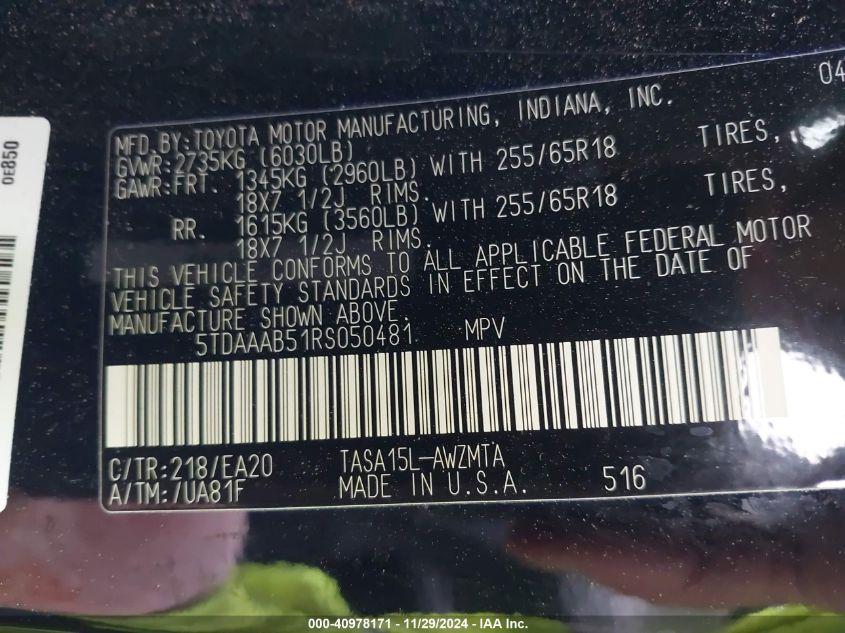 04
MFD.BY:TOYOTA MOTOR MANUFACTURING, INDIANA, INC.
GVWR:2735KG (6030LB)
GAWR:FRT. 1345KG (2960LB) WITH 255/65R18 TIRES,
18X7 1/2J RIMS.
RR. 1615KG (3560LB) WITH 255/65R18 TIRES,
18X7 1/2J RIMS.
THIS VEHICLE CONFORMS TO ALL APPLICABLE FEDERAL MOTOR
VEHICLE SAFETY STANDARDS IN EFFECT ON THE DATE OF
MANUFACTURE SHOWN ABOVE.
5TDAAAB51RS050481 MPV
C/TR:218/EA20 TASA15L-AWZMTA
A/TM:/UA81F MADE IN U.S.A. 516
0E850
000-40978171 - 11/29/2024 - IAA Inc.